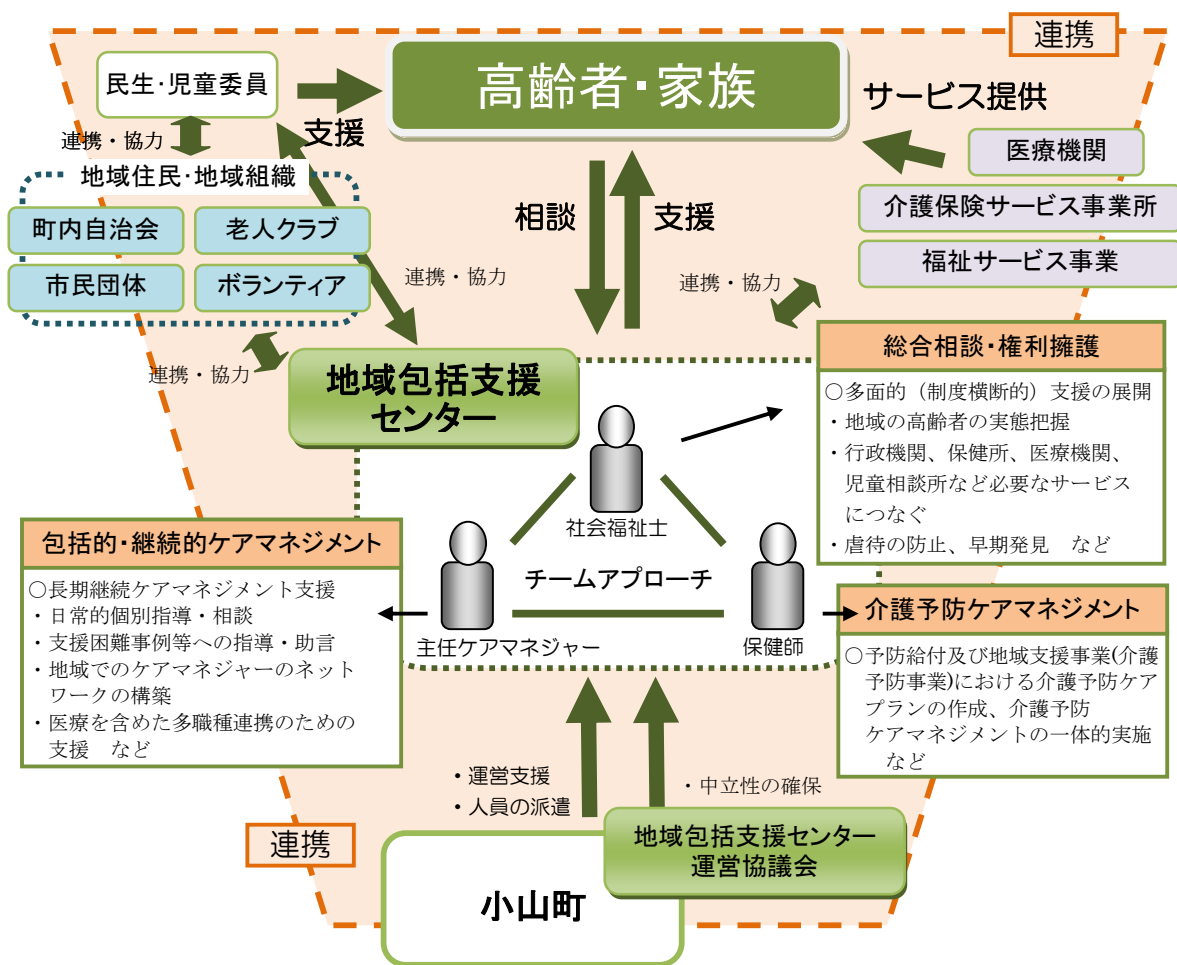 連携
高齢者・家族
民生・児童委員
支援
サービス提供
連携・協力
医療機関
地域住民・地域組織
介護保険サービス事業所
町内自治会
老人クラブ
相談
支援
福祉サービス事業
市民団体
ボランティア
連携・協力
連携・協力
連携・協力
地域包括支援
センター
総合相談・権利擁護
○多面的（制度横断的）支援の展開
・地域の高齢者の実態把握
・行政機関、保健所、医療機関、
児童相談所など必要なサービス
につなぐ
・虐待の防止、早期発見　など
社会福祉士
包括的・継続的ケアマネジメント
○長期継続ケアマネジメント支援
・日常的個別指導・相談
・支援困難事例等への指導・助言
・地域でのケアマネジャーのネット
ワークの構築
・医療を含めた多職種連携のための
支援　など
チームアプローチ
主任ケアマネジャー
保健師
介護予防ケアマネジメント
○予防給付及び地域支援事業(介護
予防事業)における介護予防ケア
プランの作成、介護予防
ケアマネジメントの一体的実施
など
・運営支援
・人員の派遣
・中立性の確保
連携
地域包括支援センター
運営協議会
小山町